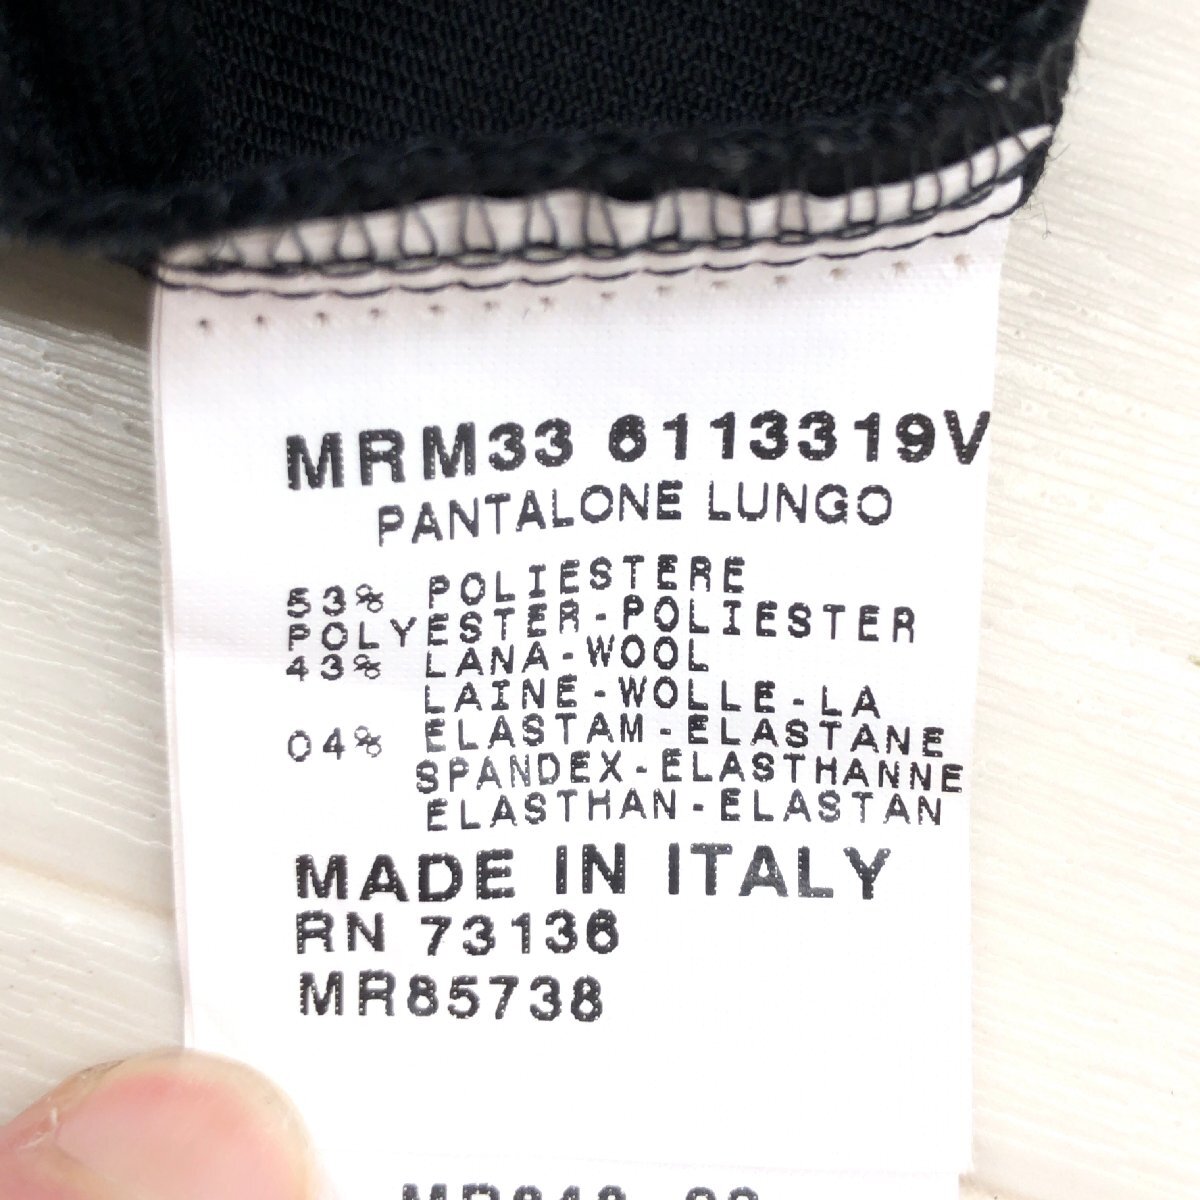 MRM33 6113319V
PANTALONE LUNGO
53% POLIESTERE
POLYESTER-POLIESTER
43% LANA-WOOL
LAINE-WOLLE-LA
04% ELASTAM-ELASTANE
SPANDEX-ELASTHANNE
ELASTHAN-ELASTAN
MADE IN ITALY
RN 73136
MR85738